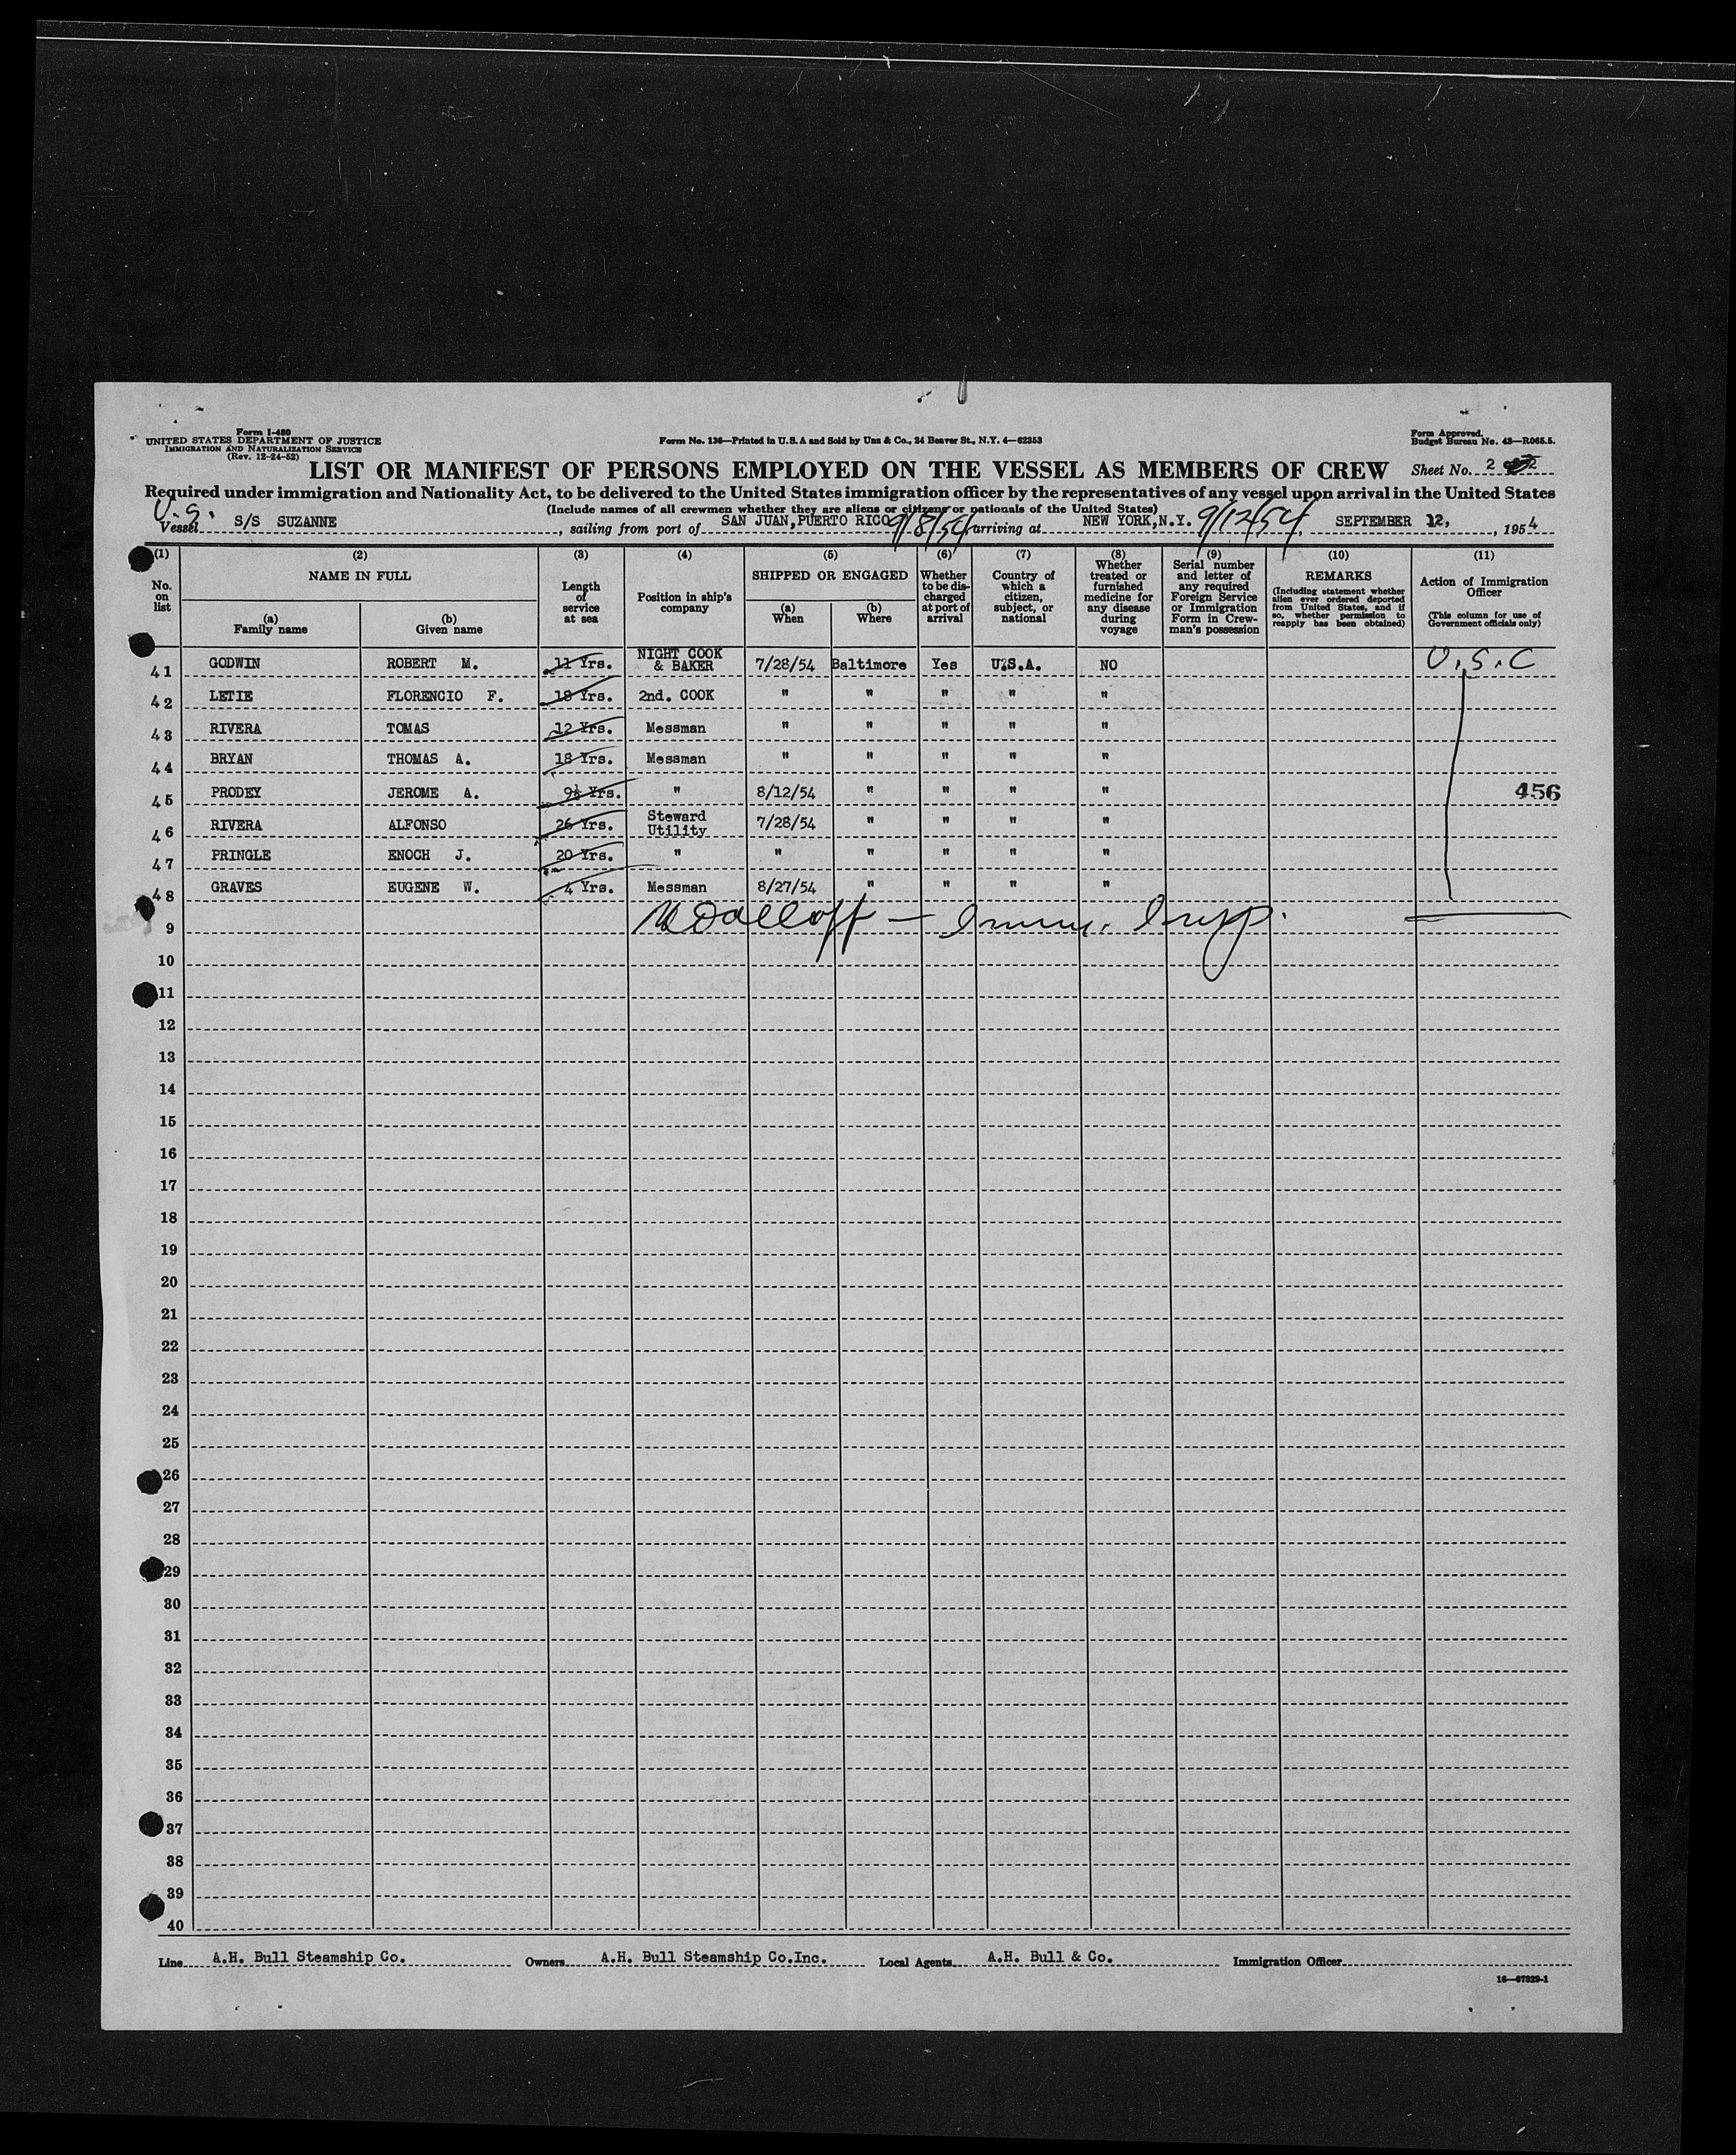 Form I-480
UNITED STATES DEPARTMENT OF JUSTICE
IMMIGRATION AND NATURALIZATION SERVICE
(Rev. 12-24-52)
Form No. 136—Printed in U. S. A and Sold by Unz & Co., 24 Beaver St., N.Y. 4—62353
Form Approved.
Budget Bureau No. 43—R065.5.
LIST OR MANIFEST OF PERSONS EMPLOYED ON THE VESSEL AS MEMBERS OF CREW Sheet No. 2
Required under immigration and Nationality Act, to be delivered to the United States immigration officer by the representatives of any vessel upon arrival in the United States
(Include names of all crewmen whether they are aliens or citizens or nationals of the United States)
U.S.
Vessel S/S SUZANNE, sailing from port of SAN JUAN,PUERTO RICO 9/8/54, arriving at NEW YORK,N.Y. 9/12/54, SEPTEMBER 12, 1954
(1) No. on list
(2) NAME IN FULL
(a) Family name
(b) Given name
(3) Length of service at sea
(4) Position in ship's company
(5) SHIPPED OR ENGAGED
(a) When
(b) Where
(6) Whether to be discharged at port of arrival
(7) Country of which a citizen, subject, or national
(8) Whether treated or furnished medicine for any disease during voyage
(9) Serial number and letter of any required Foreign Service or Immigration Form in Crewman's possession
(10) REMARKS
(Including statement whether alien ever ordered deported from United States, and if so, whether permission to reapply has been obtained)
(11) Action of Immigration Officer
(This column for use of Government officials only)
41 GODWIN ROBERT M. 11 Yrs. NIGHT COOK & BAKER 7/28/54 Baltimore Yes U.S.A. NO U.S.C
42 LETIE FLORENCIO F. 18 Yrs. 2nd. COOK " " " " "
43 RIVERA TOMAS 12 Yrs. Messman " " " " "
44 BRYAN THOMAS A. 18 Yrs. Messman " " " " "
45 PRODEY JEROME A. 9½ Yrs. " 8/12/54 " " " " 456
46 RIVERA ALFONSO 26 Yrs. Steward Utility 7/28/54 " " " "
47 PRINGLE ENOCH J. 20 Yrs. " " " " " "
48 GRAVES EUGENE W. 4 Yrs. Messman 8/27/54 " " " "
9
10
11
12
13
14
15
16
17
18
19
20
21
22
23
24
25
26
27
28
29
30
31
32
33
34
35
36
37
38
39
40
Line A.H. Bull Steamship Co. Owners A.H. Bull Steamship Co.Inc. Local Agents A.H. Bull & Co. Immigration Officer
16—67329-1